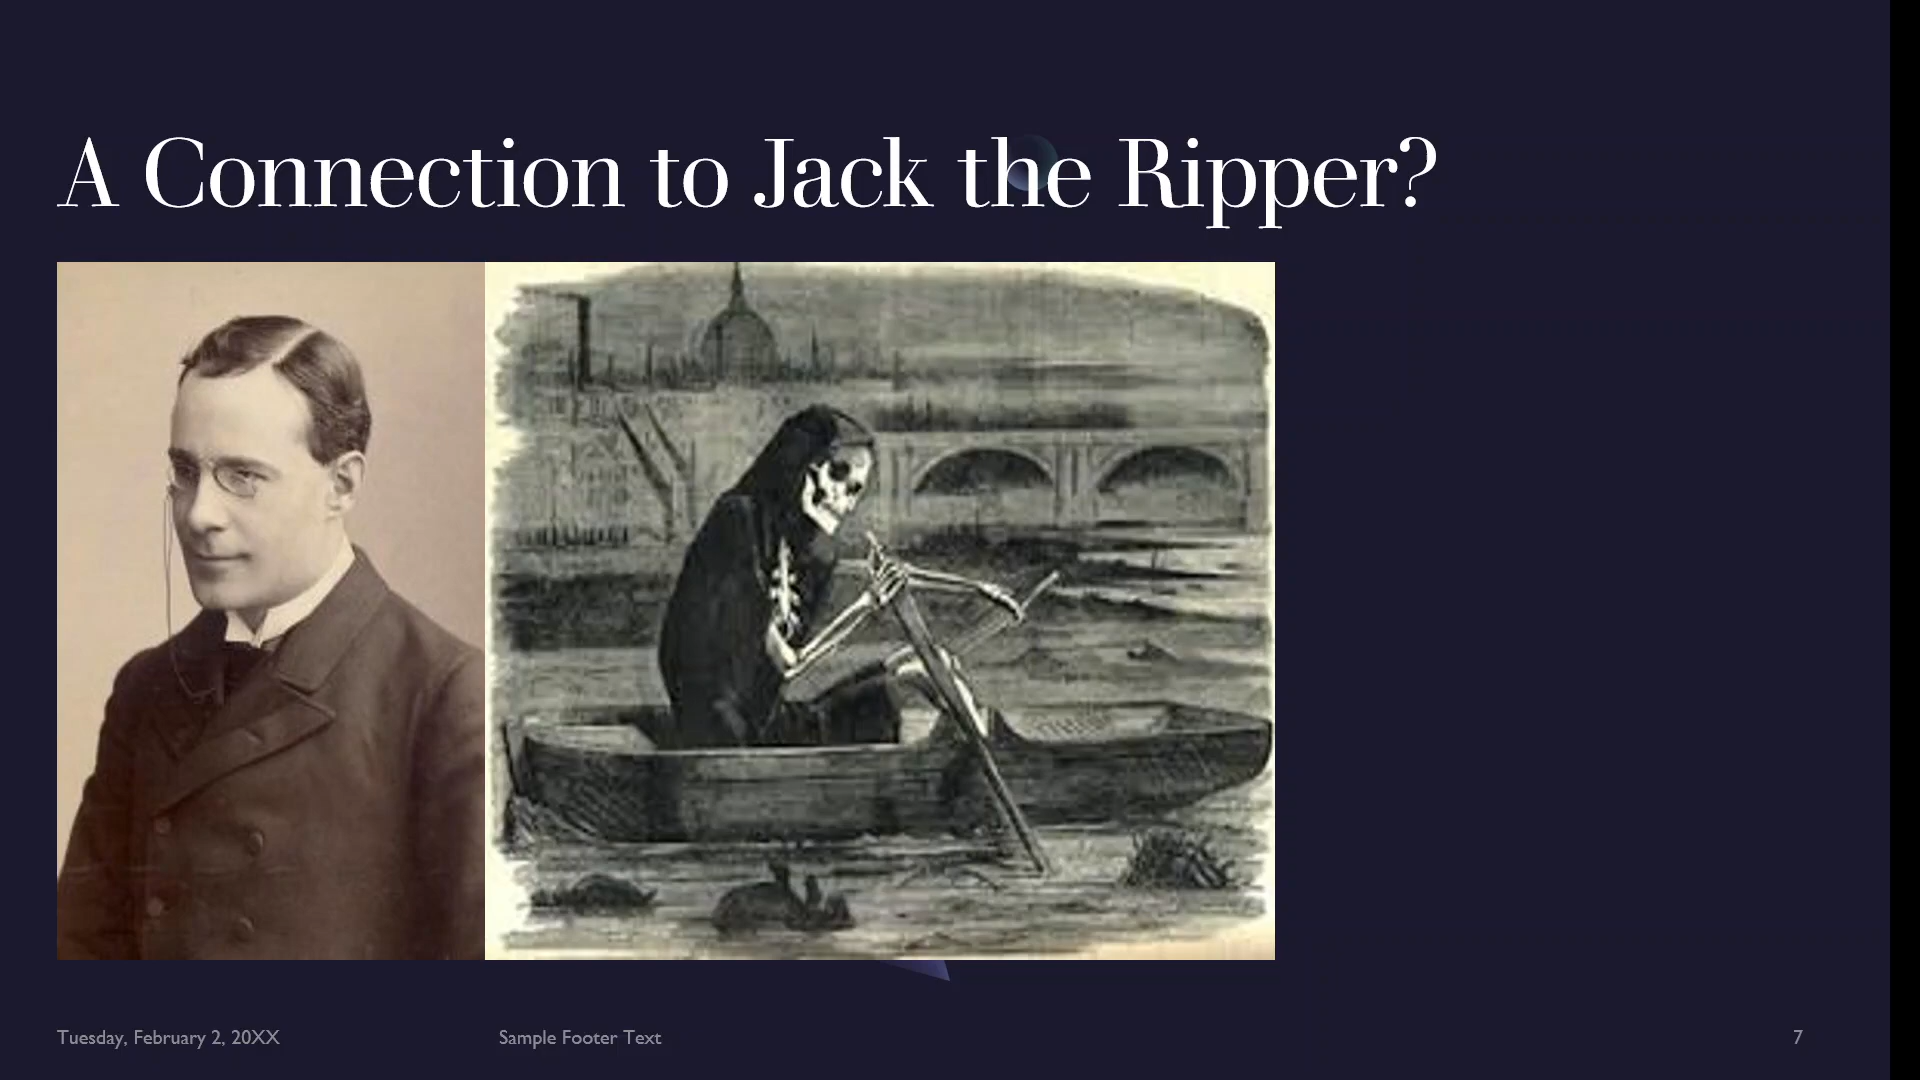 A Connection to Jack the Ripper?
Tuesday, February 2, 20XX
Sample Footer Text
7